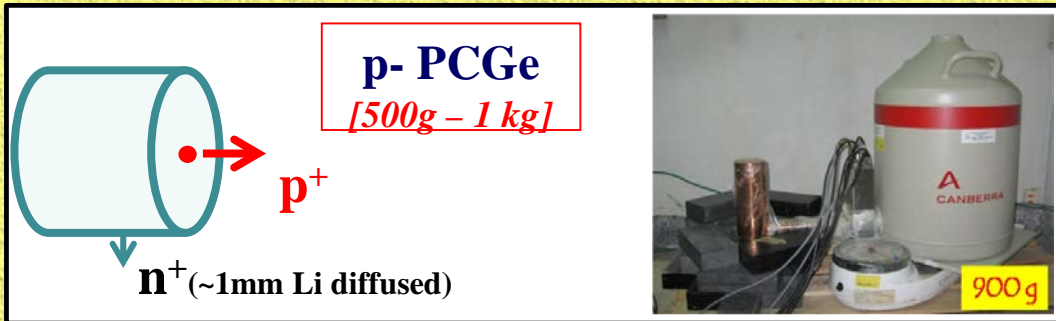 p- PCGe
[500g – 1 kg]
p+
n+(~1mm Li diffused)
CANBERRA
900g